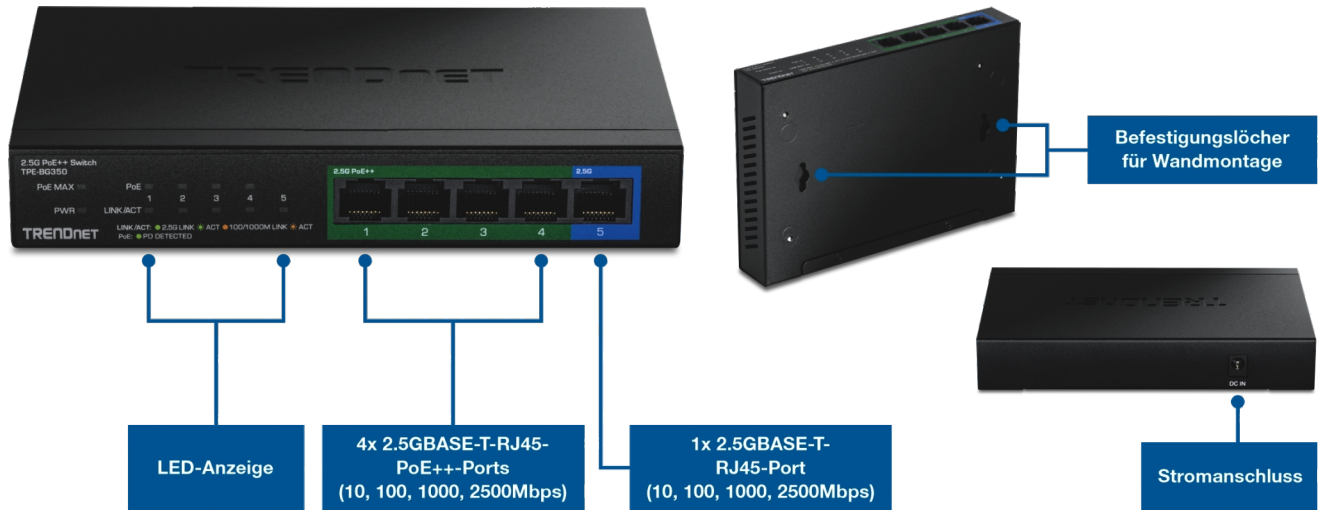 TRENDNET
2.5G PoE++ Switch
TPE-BG350
PoE MAX PoE
1 2 3 4 5
PWR LINK/ACT
TRENDNET
LINK/ACT: 2.5G LINK ACT 100/1000M LINK ACT
PoE: PD DETECTED
2.5G PoE++ 2.5G
1 2 3 4 5
TRENDNET
Befestigungslöcher
für Wandmontage
TRENDNET
DC IN
LED-Anzeige
4x 2.5GBASE-T-RJ45-
PoE++-Ports
(10, 100, 1000, 2500Mbps)
1x 2.5GBASE-T-
RJ45-Port
(10, 100, 1000, 2500Mbps)
Stromanschluss